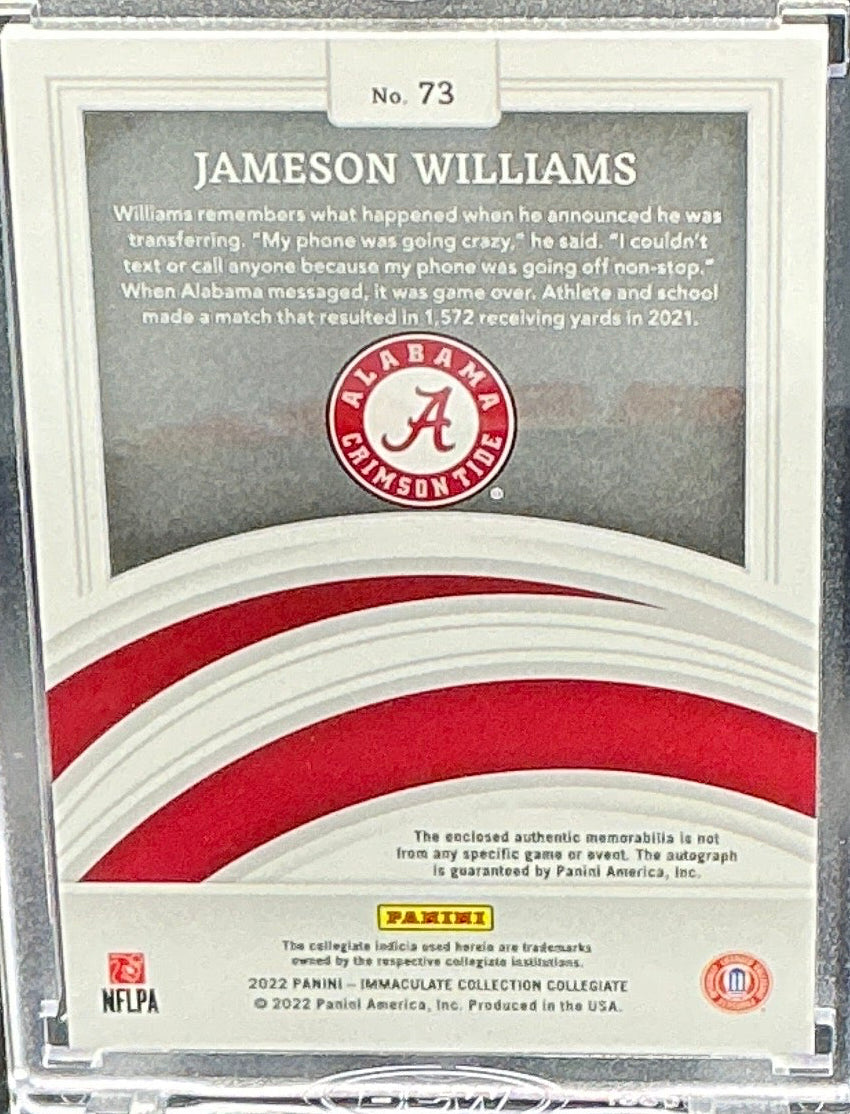 No. 73
JAMESON WILLIAMS
Williams remembers what happened when he announced he was
transferring. "My phone was going crazy," he said. "I couldn't
text or call anyone because my phone was going off non-stop."
When Alabama messaged, it was game over. Athlete and school
made a match that resulted in 1,572 receiving yards in 2021.
ALABAMA
A
CRIMSON TIDE
®
The enclosed authentic memorabilia is not
from any specific game or event. The autograph
is guaranteed by Panini America, Inc.
PANINI
The collegiate indicia used herein are trademarks
owned by the respective collegiate institutions.
2022 PANINI – IMMACULATE COLLECTION COLLEGIATE
© 2022 Panini America, Inc. Produced in the USA.
NFLPA